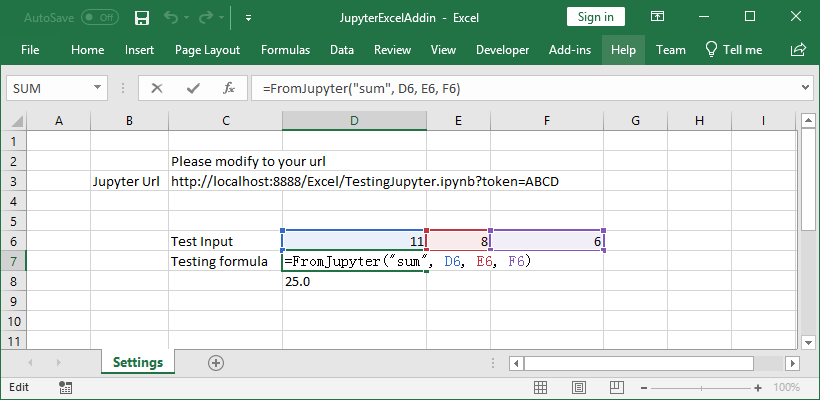 AutoSave Off JupyterExcelAddin - Excel Sign in
File Home Insert Page Layout Formulas Data Review View Developer Add-ins Help Team Tell me
SUM fx =FromJupyter("sum", D6, E6, F6)
A B C D E F G H I
1
2 Please modify to your url
3 Jupyter Url http://localhost:8888/Excel/TestingJupyter.ipynb?token=ABCD
4
5
6 Test Input 11 8 6
7 Testing formula =FromJupyter("sum", D6, E6, F6)
8 25.0
9
10
11
Settings
Edit 100%